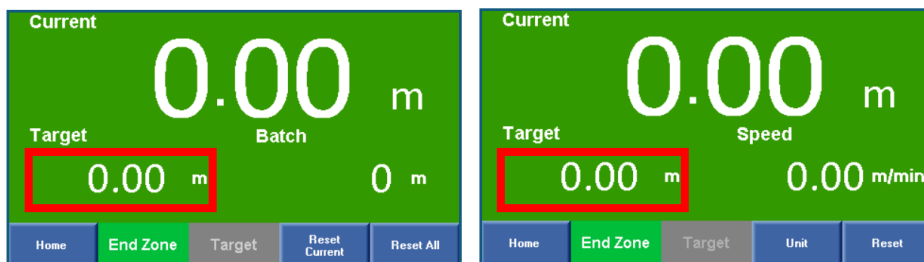 Current
0.00 m
Target Batch
0.00 m 0 m
Home End Zone Target Reset Current Reset All
Current
0.00 m
Target Speed
0.00 m 0.00 m/min
Home End Zone Target Unit Reset